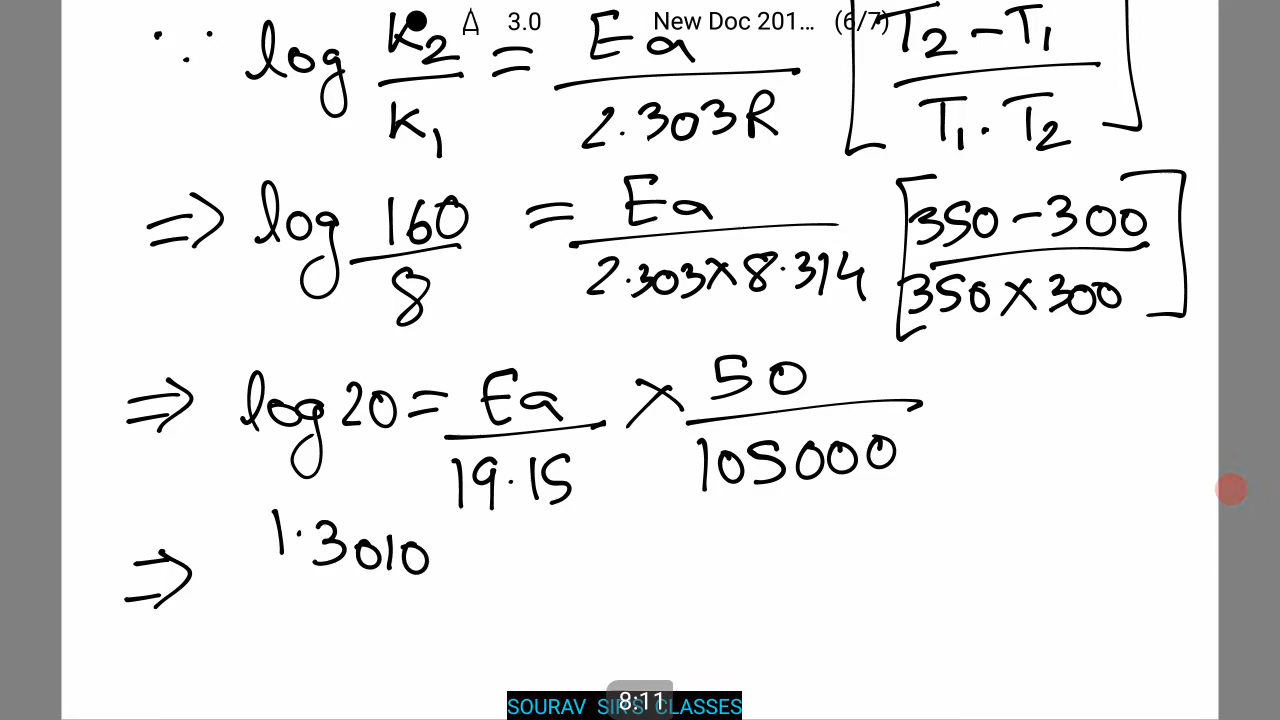 3.0 New Doc 201... (6/7)
∵ log K2/K1 = Ea/2.303R [T2-T1/T1.T2]
⇒ log 160/8 = Ea/2.303×8.314 [350-300/350×300]
⇒ log 20 = Ea/19.15 × 50/105000
⇒ 1.3010
8:11
SOURAV SIR'S CLASSES